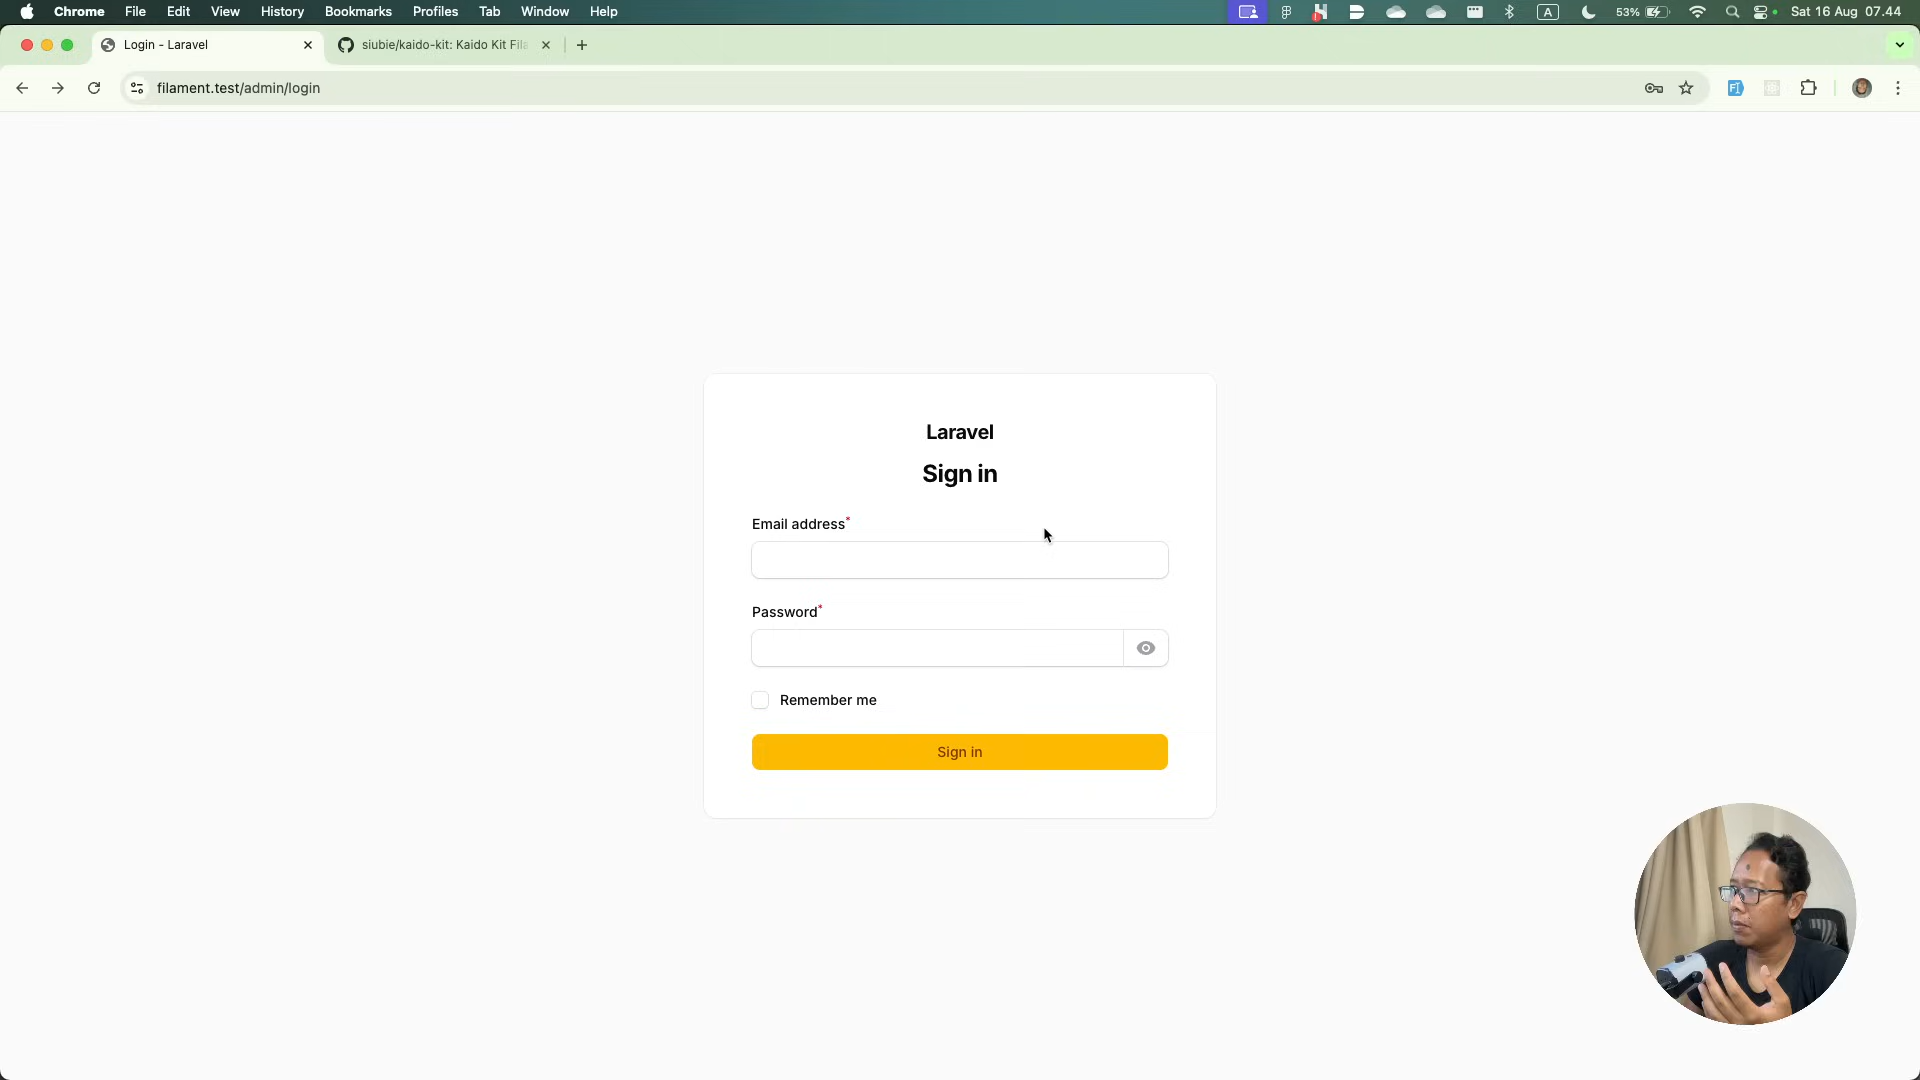 Chrome File Edit View History Bookmarks Profiles Tab Window Help
A 53% Sat 16 Aug 07.44
Login - Laravel
siubie/kaido-kit: Kaido Kit Fila
filament.test/admin/login
Laravel
Sign in
Email address*
Password*
Remember me
Sign in